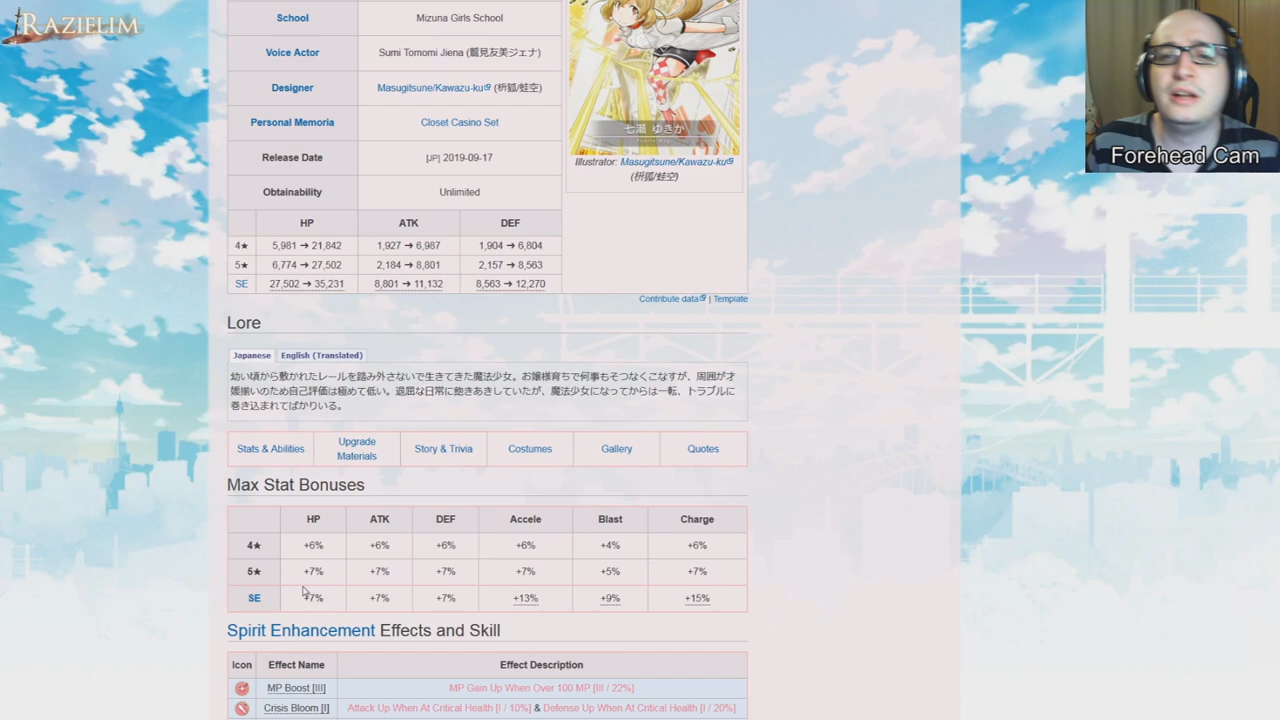 RAZIELIM
School Mizuna Girls School
Voice Actor Sumi Tomomi Jiena (鷲見友美ジェナ)
Designer Masugitsune/Kawazu-ku (枡狐/蛙空)
Personal Memoria Closet Casino Set
Release Date [JP] 2019-09-17
Obtainability Unlimited
HP ATK DEF
4★ 5,981 ➔ 21,842 1,927 ➔ 6,987 1,904 ➔ 6,804
5★ 6,774 ➔ 27,502 2,184 ➔ 8,801 2,157 ➔ 8,563
SE 27,502 ➔ 35,231 8,801 ➔ 11,132 8,563 ➔ 12,270
七瀬 ゆきか
Illustrator: Masugitsune/Kawazu-ku
(枡狐/蛙空)
Forehead Cam
Contribute data | Template
Lore
Japanese English (Translated)
幼い頃から敷かれたレールを踏み外さないで生きてきた魔法少女。お嬢様育ちで何事もそつなくこなすが、周囲が才
媛揃いのため自己評価は極めて低い。退屈な日常に飽きあきしていたが、魔法少女になってからは一転、トラブルに
巻き込まれてばかりいる。
Stats & Abilities Upgrade Materials Story & Trivia Costumes Gallery Quotes
Max Stat Bonuses
HP ATK DEF Accele Blast Charge
4★ +6% +6% +6% +6% +4% +6%
5★ +7% +7% +7% +7% +5% +7%
SE +7% +7% +7% +13% +9% +15%
Spirit Enhancement Effects and Skill
Icon Effect Name Effect Description
MP Boost [III] MP Gain Up When Over 100 MP [III / 22%]
Crisis Bloom [I] Attack Up When At Critical Health [I / 10%] & Defense Up When At Critical Health [I / 20%]